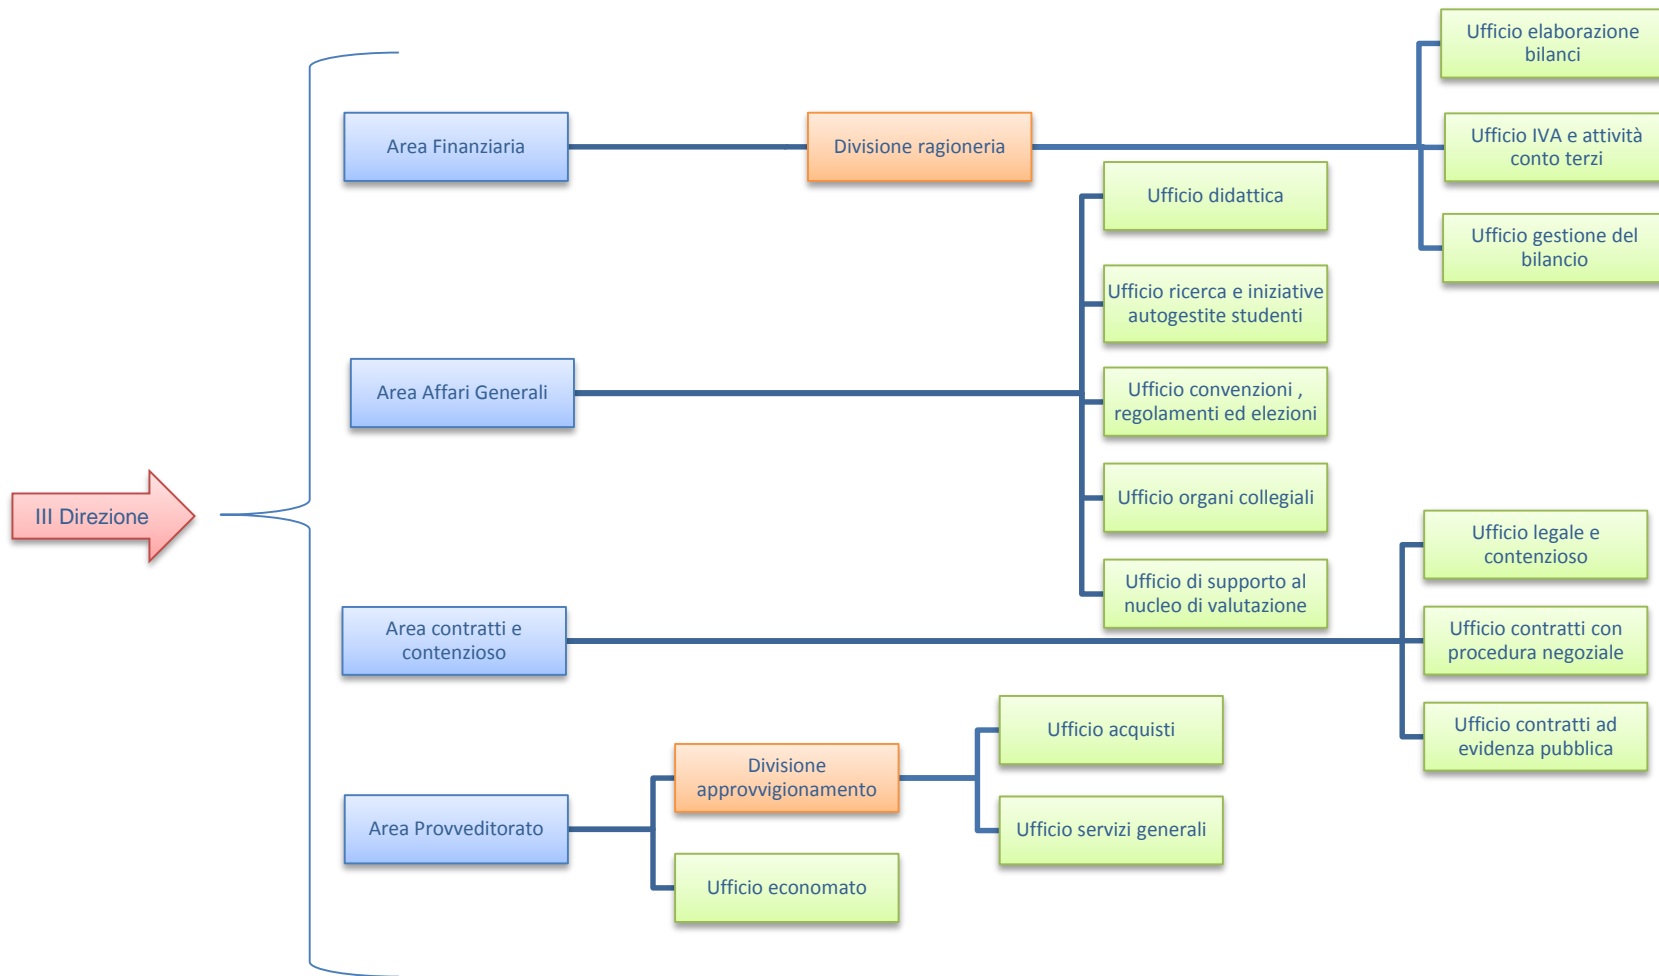 III Direzione
Area Finanziaria
Divisione ragioneria
Ufficio elaborazione
bilanci
Ufficio IVA e attività
conto terzi
Ufficio gestione del
bilancio
Area Affari Generali
Ufficio didattica
Ufficio ricerca e iniziative
autogestite studenti
Ufficio convenzioni ,
regolamenti ed elezioni
Ufficio organi collegiali
Ufficio di supporto al
nucleo di valutazione
Area contratti e
contenzioso
Ufficio legale e
contenzioso
Ufficio contratti con
procedura negoziale
Ufficio contratti ad
evidenza pubblica
Area Provveditorato
Divisione
approvvigionamento
Ufficio acquisti
Ufficio servizi generali
Ufficio economato